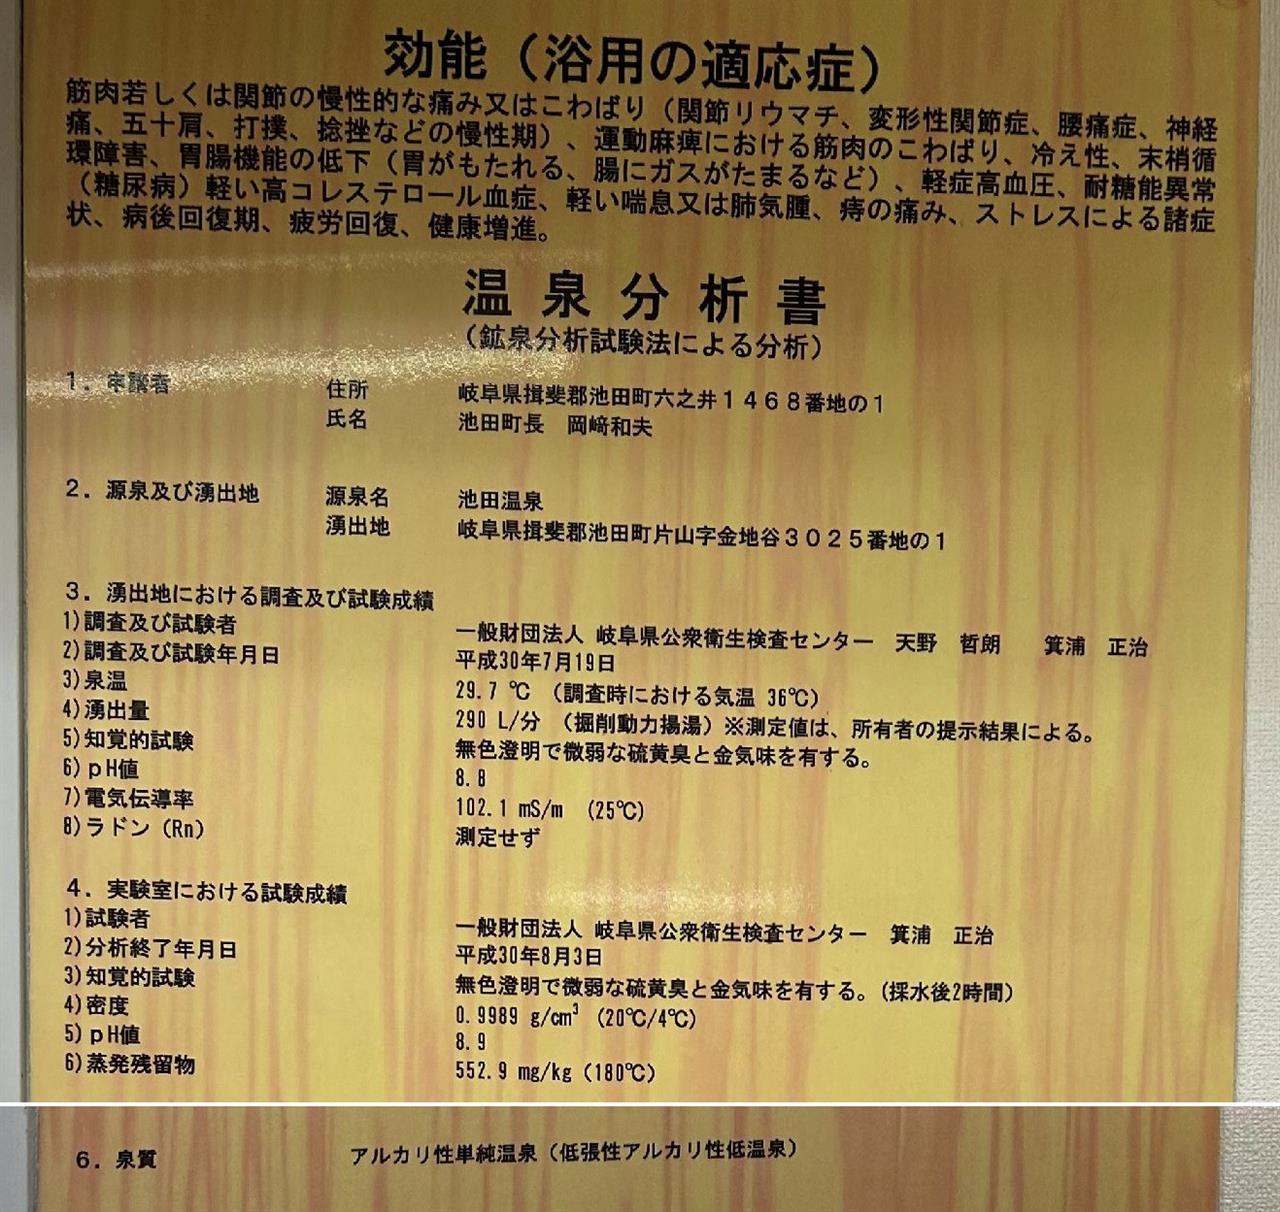 効能（浴用の適応症）
筋肉若しくは関節の慢性的な痛み又はこわばり（関節リウマチ、変形性関節症、腰痛症、神経
痛、五十肩、打撲、捻挫などの慢性期）、運動麻痺における筋肉のこわばり、冷え性、末梢循
環障害、胃腸機能の低下（胃がもたれる、腸にガスがたまるなど）、軽症高血圧、耐糖能異常
（糖尿病）軽い高コレステロール血症、軽い喘息又は肺気腫、痔の痛み、ストレスによる諸症
状、病後回復期、疲労回復、健康増進。
温泉分析書
（鉱泉分析試験法による分析）
1．申請者 住所 岐阜県揖斐郡池田町六之井１４６８番地の１
氏名 池田町長 岡﨑和夫
2．源泉及び湧出地 源泉名 池田温泉
湧出地 岐阜県揖斐郡池田町片山字金地谷３０２５番地の１
3．湧出地における調査及び試験成績
1)調査及び試験者 一般財団法人 岐阜県公衆衛生検査センター 天野 哲朗 箕浦 正治
2)調査及び試験年月日 平成30年7月19日
3)泉温 29.7 ℃ （調査時における気温 36℃）
4)湧出量 290 L/分 （掘削動力揚湯）※測定値は、所有者の提示結果による。
5)知覚的試験 無色澄明で微弱な硫黄臭と金気味を有する。
6)ｐH値 8.8
7)電気伝導率 102.1 mS/m （25℃）
8)ラドン（Rn） 測定せず
4．実験室における試験成績
1)試験者 一般財団法人 岐阜県公衆衛生検査センター 箕浦 正治
2)分析終了年月日 平成30年8月3日
3)知覚的試験 無色澄明で微弱な硫黄臭と金気味を有する。（採水後2時間）
4)密度 0.9989 g/cm³ （20℃/4℃）
5)ｐH値 8.9
6)蒸発残留物 552.9 mg/kg（180℃）
6．泉質 アルカリ性単純温泉（低張性アルカリ性低温泉）